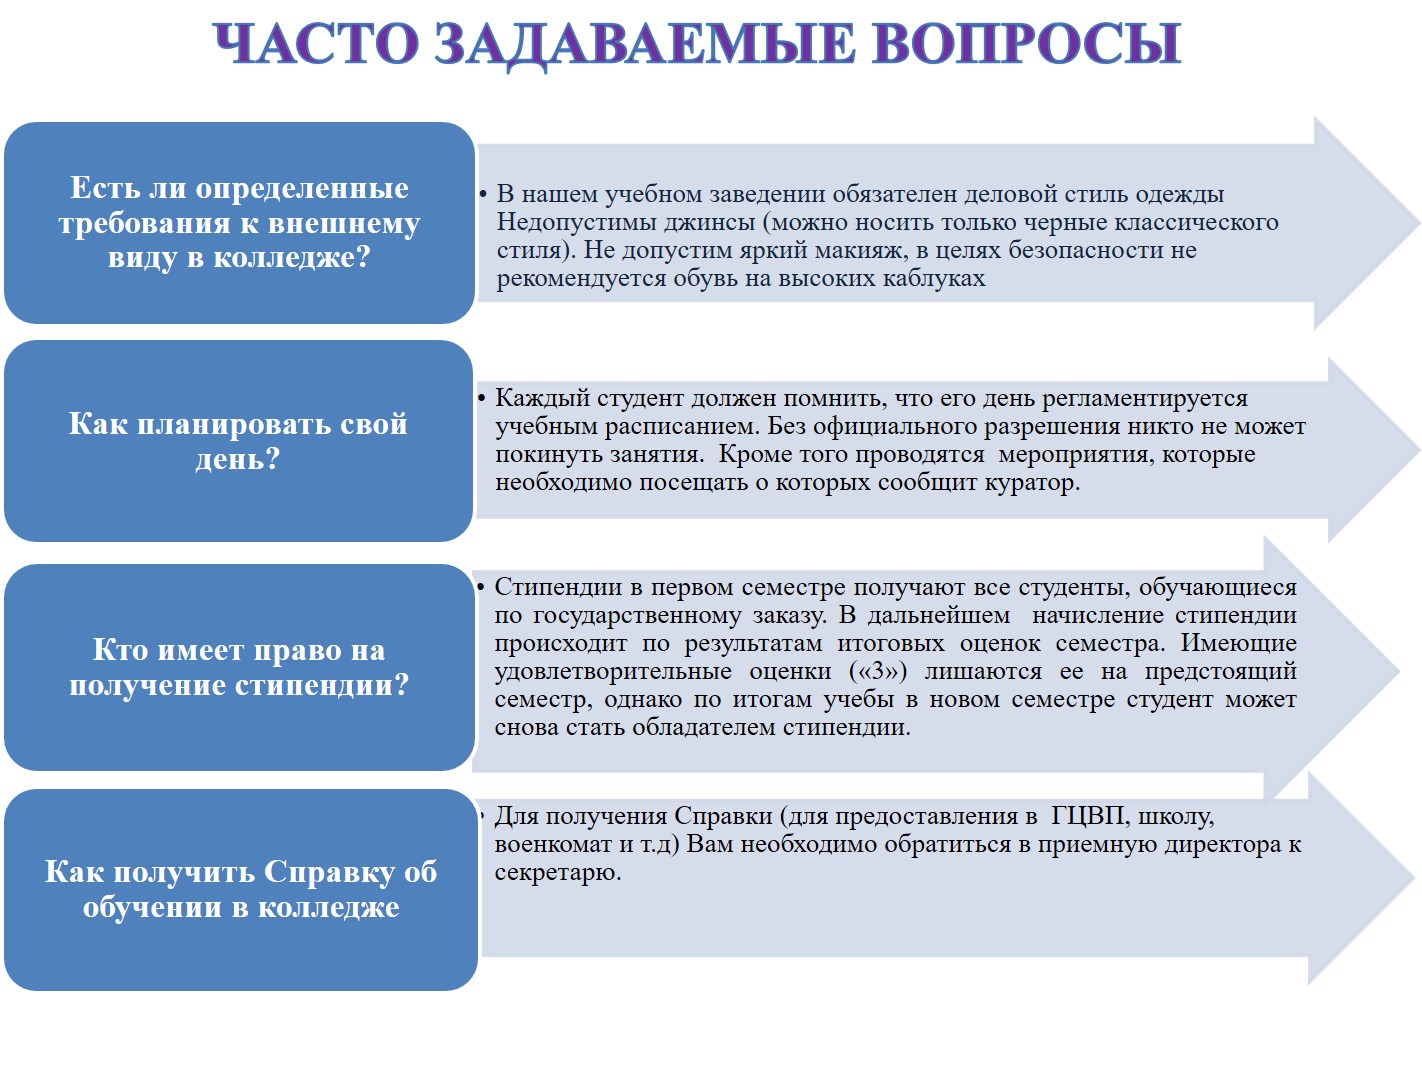 ЧАСТО ЗАДАВАЕМЫЕ ВОПРОСЫ
Есть ли определенные
требования к внешнему
виду в колледже?
• В нашем учебном заведении обязателен деловой стиль одежды
Недопустимы джинсы (можно носить только черные классического
стиля). Не допустим яркий макияж, в целях безопасности не
рекомендуется обувь на высоких каблуках
Как планировать свой
день?
• Каждый студент должен помнить, что его день регламентируется
учебным расписанием. Без официального разрешения никто не может
покинуть занятия.  Кроме того проводятся  мероприятия, которые
необходимо посещать о которых сообщит куратор.
Кто имеет право на
получение стипендии?
• Стипендии в первом семестре получают все студенты, обучающиеся
по государственному заказу. В дальнейшем  начисление стипендии
происходит по результатам итоговых оценок семестра. Имеющие
удовлетворительные оценки («3») лишаются ее на предстоящий
семестр, однако по итогам учебы в новом семестре студент может
снова стать обладателем стипендии.
Как получить Справку об
обучении в колледже
• Для получения Справки (для предоставления в  ГЦВП, школу,
военкомат и т.д) Вам необходимо обратиться в приемную директора к
секретарю.